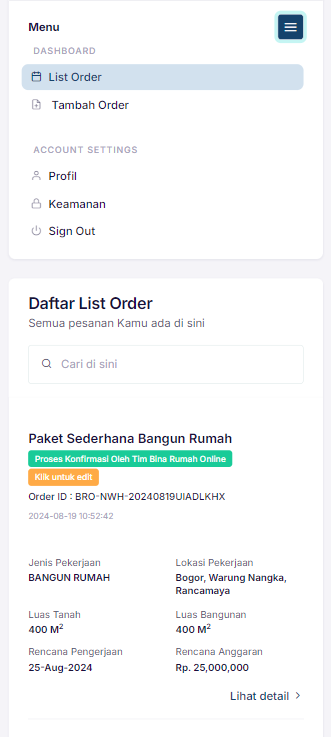 Menu
DASHBOARD
List Order
Tambah Order
ACCOUNT SETTINGS
Profil
Keamanan
Sign Out
Daftar List Order
Semua pesanan Kamu ada di sini
Cari di sini
Paket Sederhana Bangun Rumah
Proses Konfirmasi Oleh Tim Bina Rumah Online
Klik untuk edit
Order ID : BRO-NWH-20240819UIADLKHX
2024-08-19 10:52:42
Jenis Pekerjaan
BANGUN RUMAH
Lokasi Pekerjaan
Bogor, Warung Nangka,
Rancamaya
Luas Tanah
400 M²
Luas Bangunan
400 M²
Rencana Pengerjaan
25-Aug-2024
Rencana Anggaran
Rp. 25,000,000
Lihat detail